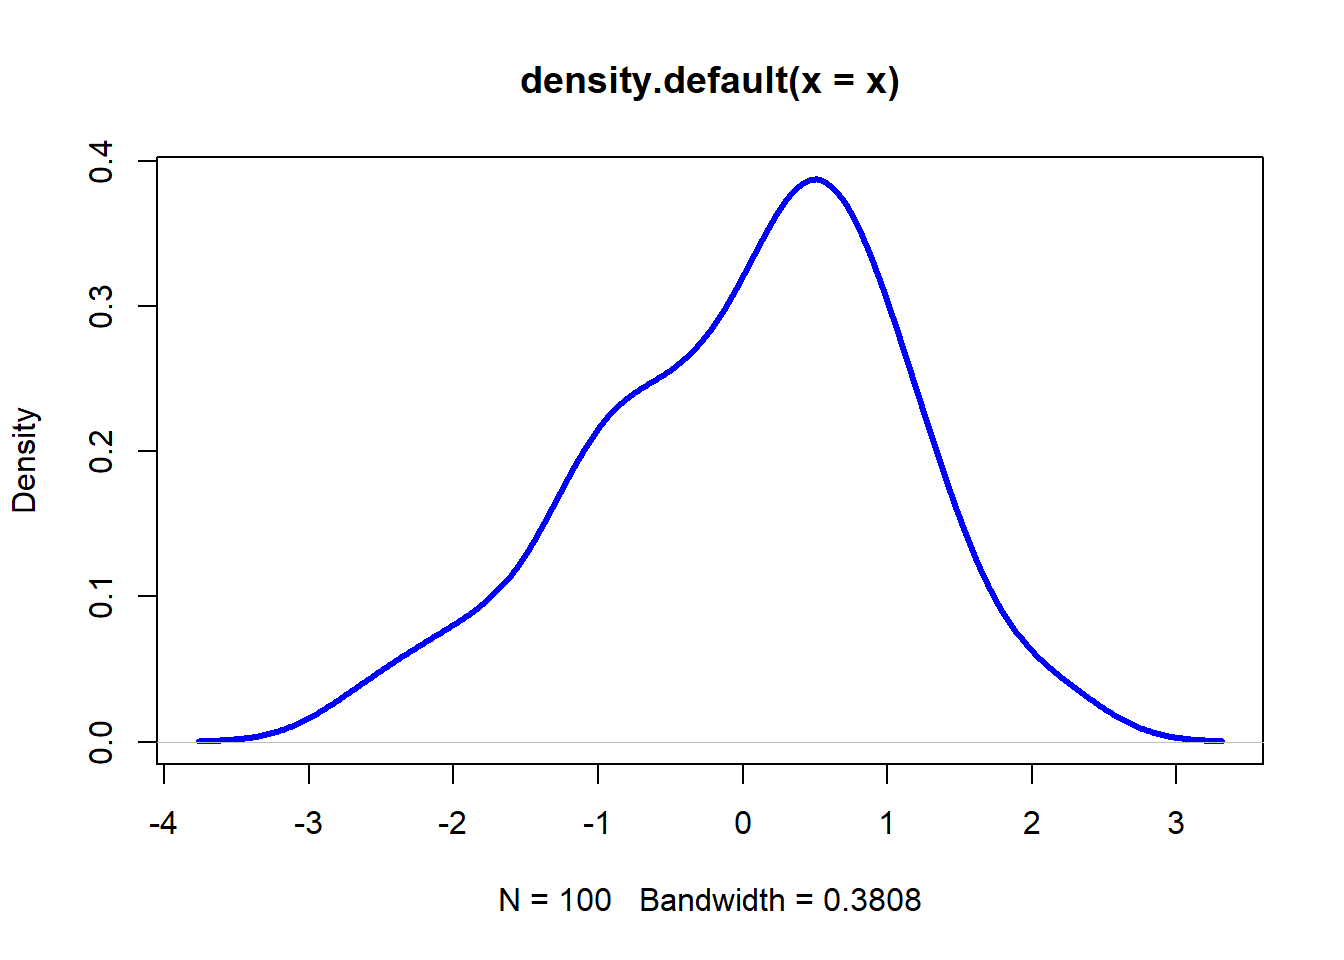 density.default(x = x)
0.4
0.3
0.2
0.1
0.0
Density
-4 -3 -2 -1 0 1 2 3
N = 100 Bandwidth = 0.3808